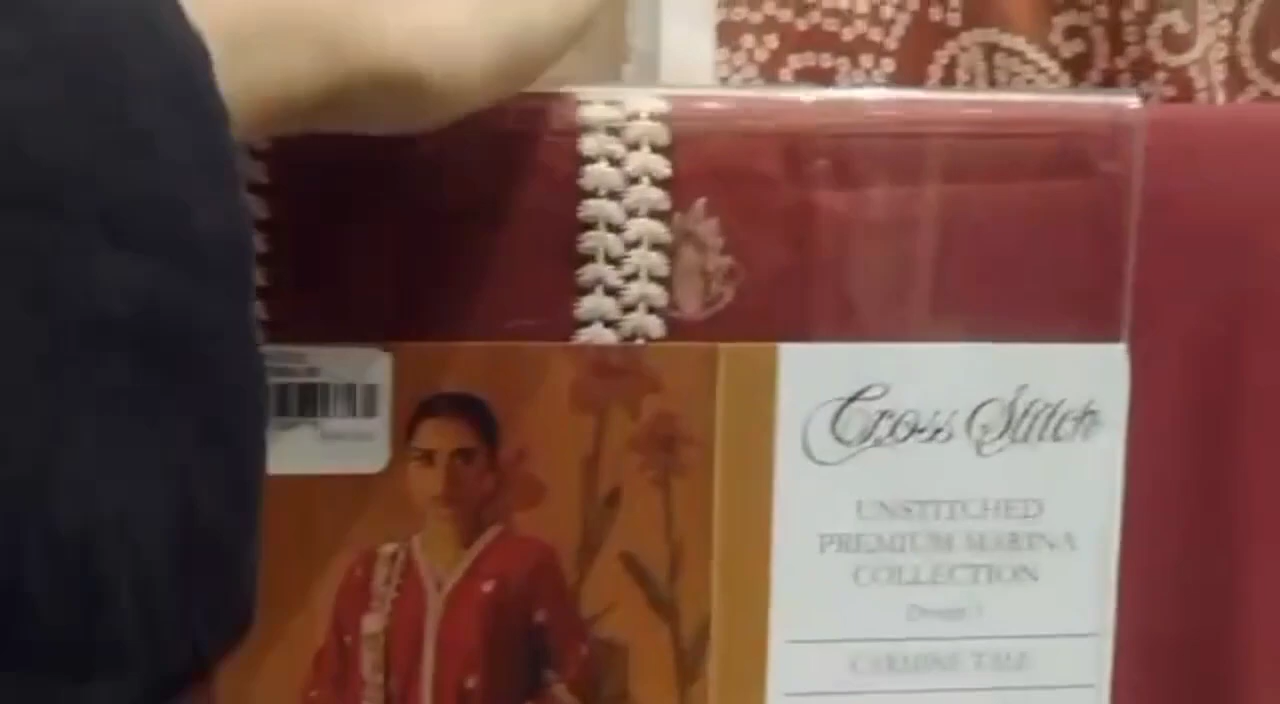 Cross Stitch
UNSTITCHED
PREMIUM MARINA
COLLECTION
CARMINE TALE